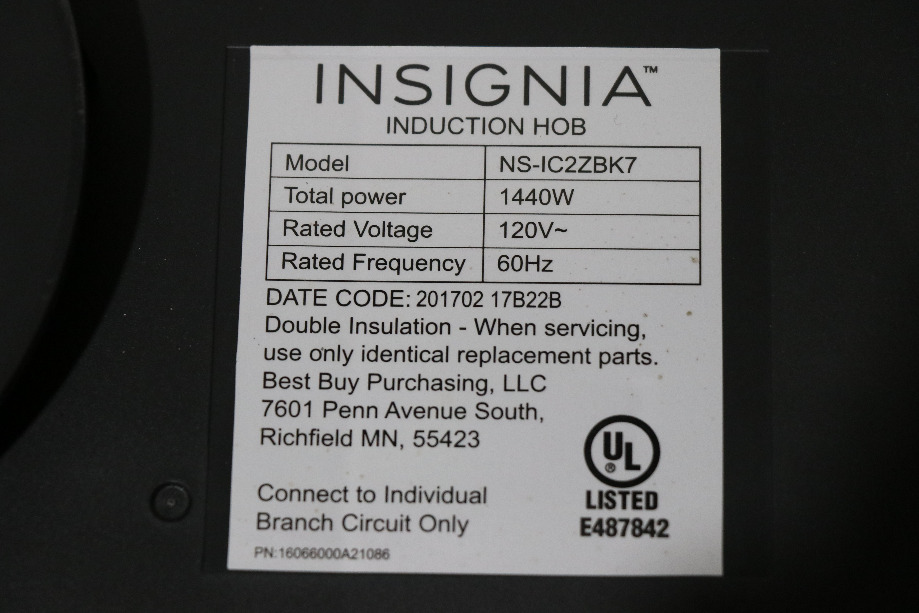 INSIGNIA™
INDUCTION HOB
Model NS-IC2ZBK7
Total power 1440W
Rated Voltage 120V~
Rated Frequency 60Hz
DATE CODE: 201702 17B22B
Double Insulation - When servicing,
use only identical replacement parts.
Best Buy Purchasing, LLC
7601 Penn Avenue South,
Richfield MN, 55423
Connect to Individual
Branch Circuit Only
PN:16066000A21086
UL ®
LISTED
E487842